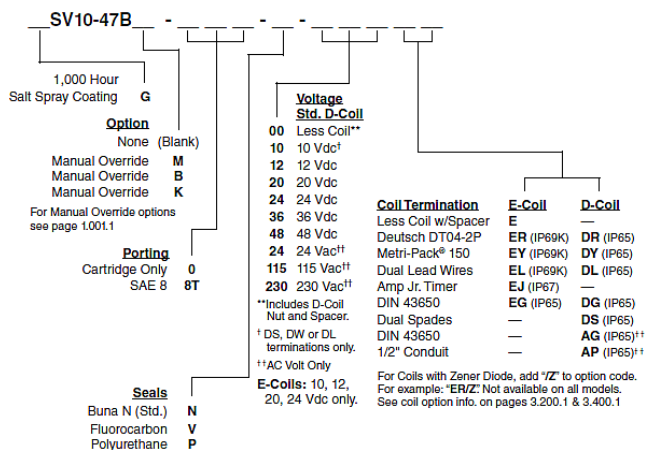 __SV10-47B__ - ___ ___ ___ - __ - ___ ___ ___ ___ ___
1,000 Hour
Salt Spray Coating G
Option
None (Blank)
Manual Override M
Manual Override B
Manual Override K
For Manual Override options
see page 1.001.1
Porting
Cartridge Only 0
SAE 8 8T
Seals
Buna N (Std.) N
Fluorocarbon V
Polyurethane P
Voltage
Std. D-Coil
00 Less Coil**
10 10 Vdc†
12 12 Vdc
20 20 Vdc
24 24 Vdc
36 36 Vdc
48 48 Vdc
24 24 Vac††
115 115 Vac††
230 230 Vac††
**Includes D-Coil
Nut and Spacer.
† DS, DW or DL
terminations only.
††AC Volt Only
E-Coils: 10, 12,
20, 24 Vdc only.
Coil Termination E-Coil D-Coil
Less Coil w/Spacer E —
Deutsch DT04-2P ER (IP69K) DR (IP65)
Metri-Pack® 150 EY (IP69K) DY (IP65)
Dual Lead Wires EL (IP69K) DL (IP65)
Amp Jr. Timer EJ (IP67) —
DIN 43650 EG (IP65) DG (IP65)
Dual Spades — DS (IP65)
DIN 43650 — AG (IP65)††
1/2" Conduit — AP (IP65)††
For Coils with Zener Diode, add "/Z" to option code.
For example: "ER/Z". Not available on all models.
See coil option info. on pages 3.200.1 & 3.400.1